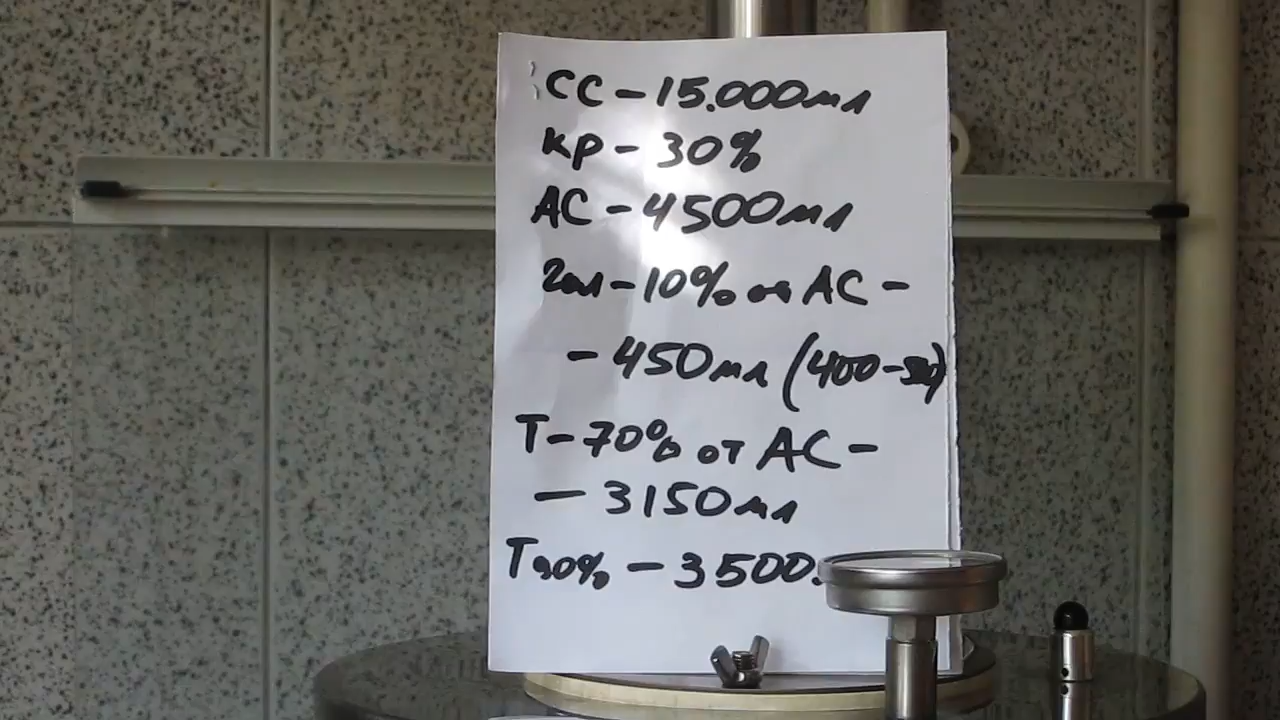 СС – 15.000мл
кр – 30%
АС – 4500мл
Гол – 10% от АС –
– 450мл (400-500)
Т – 70% от АС –
– 3150мл
Т90% – 3500.